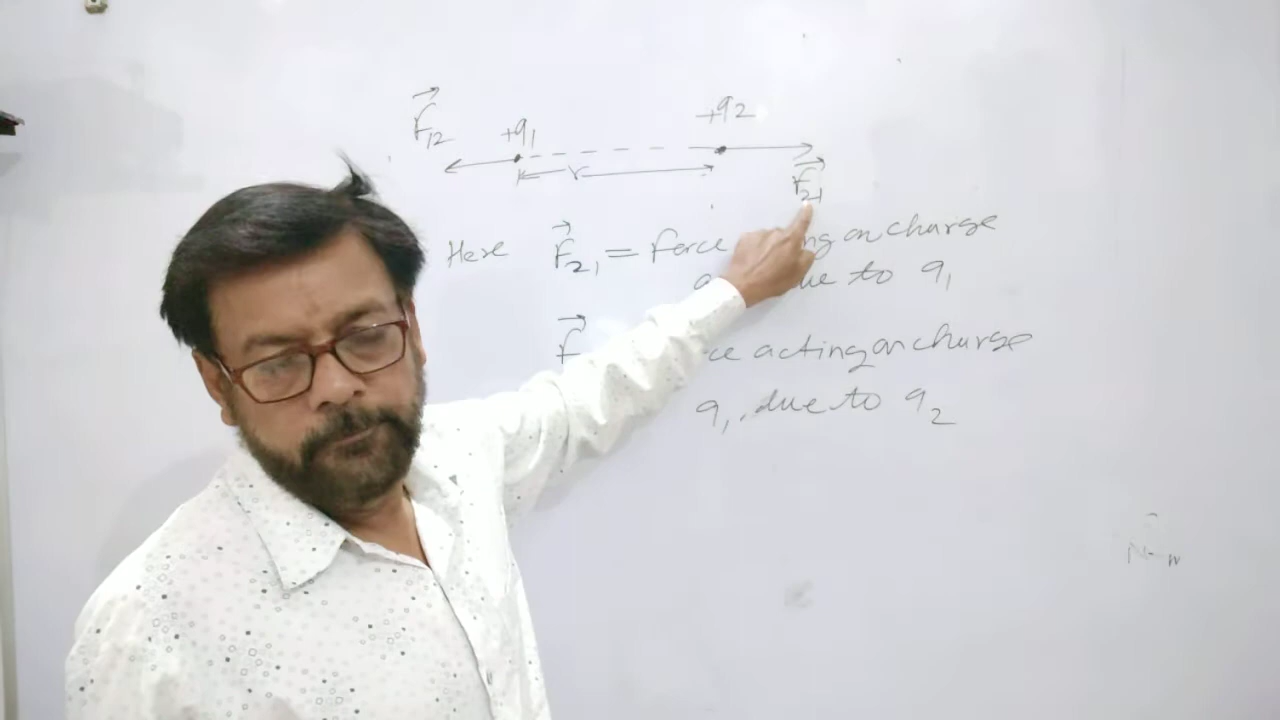 F₁₂ +q₁ +q₂
r
F₂₁
Here F₂₁ = force ng on charge
ue to q₁
F ce acting on charge
q₁, due to q₂